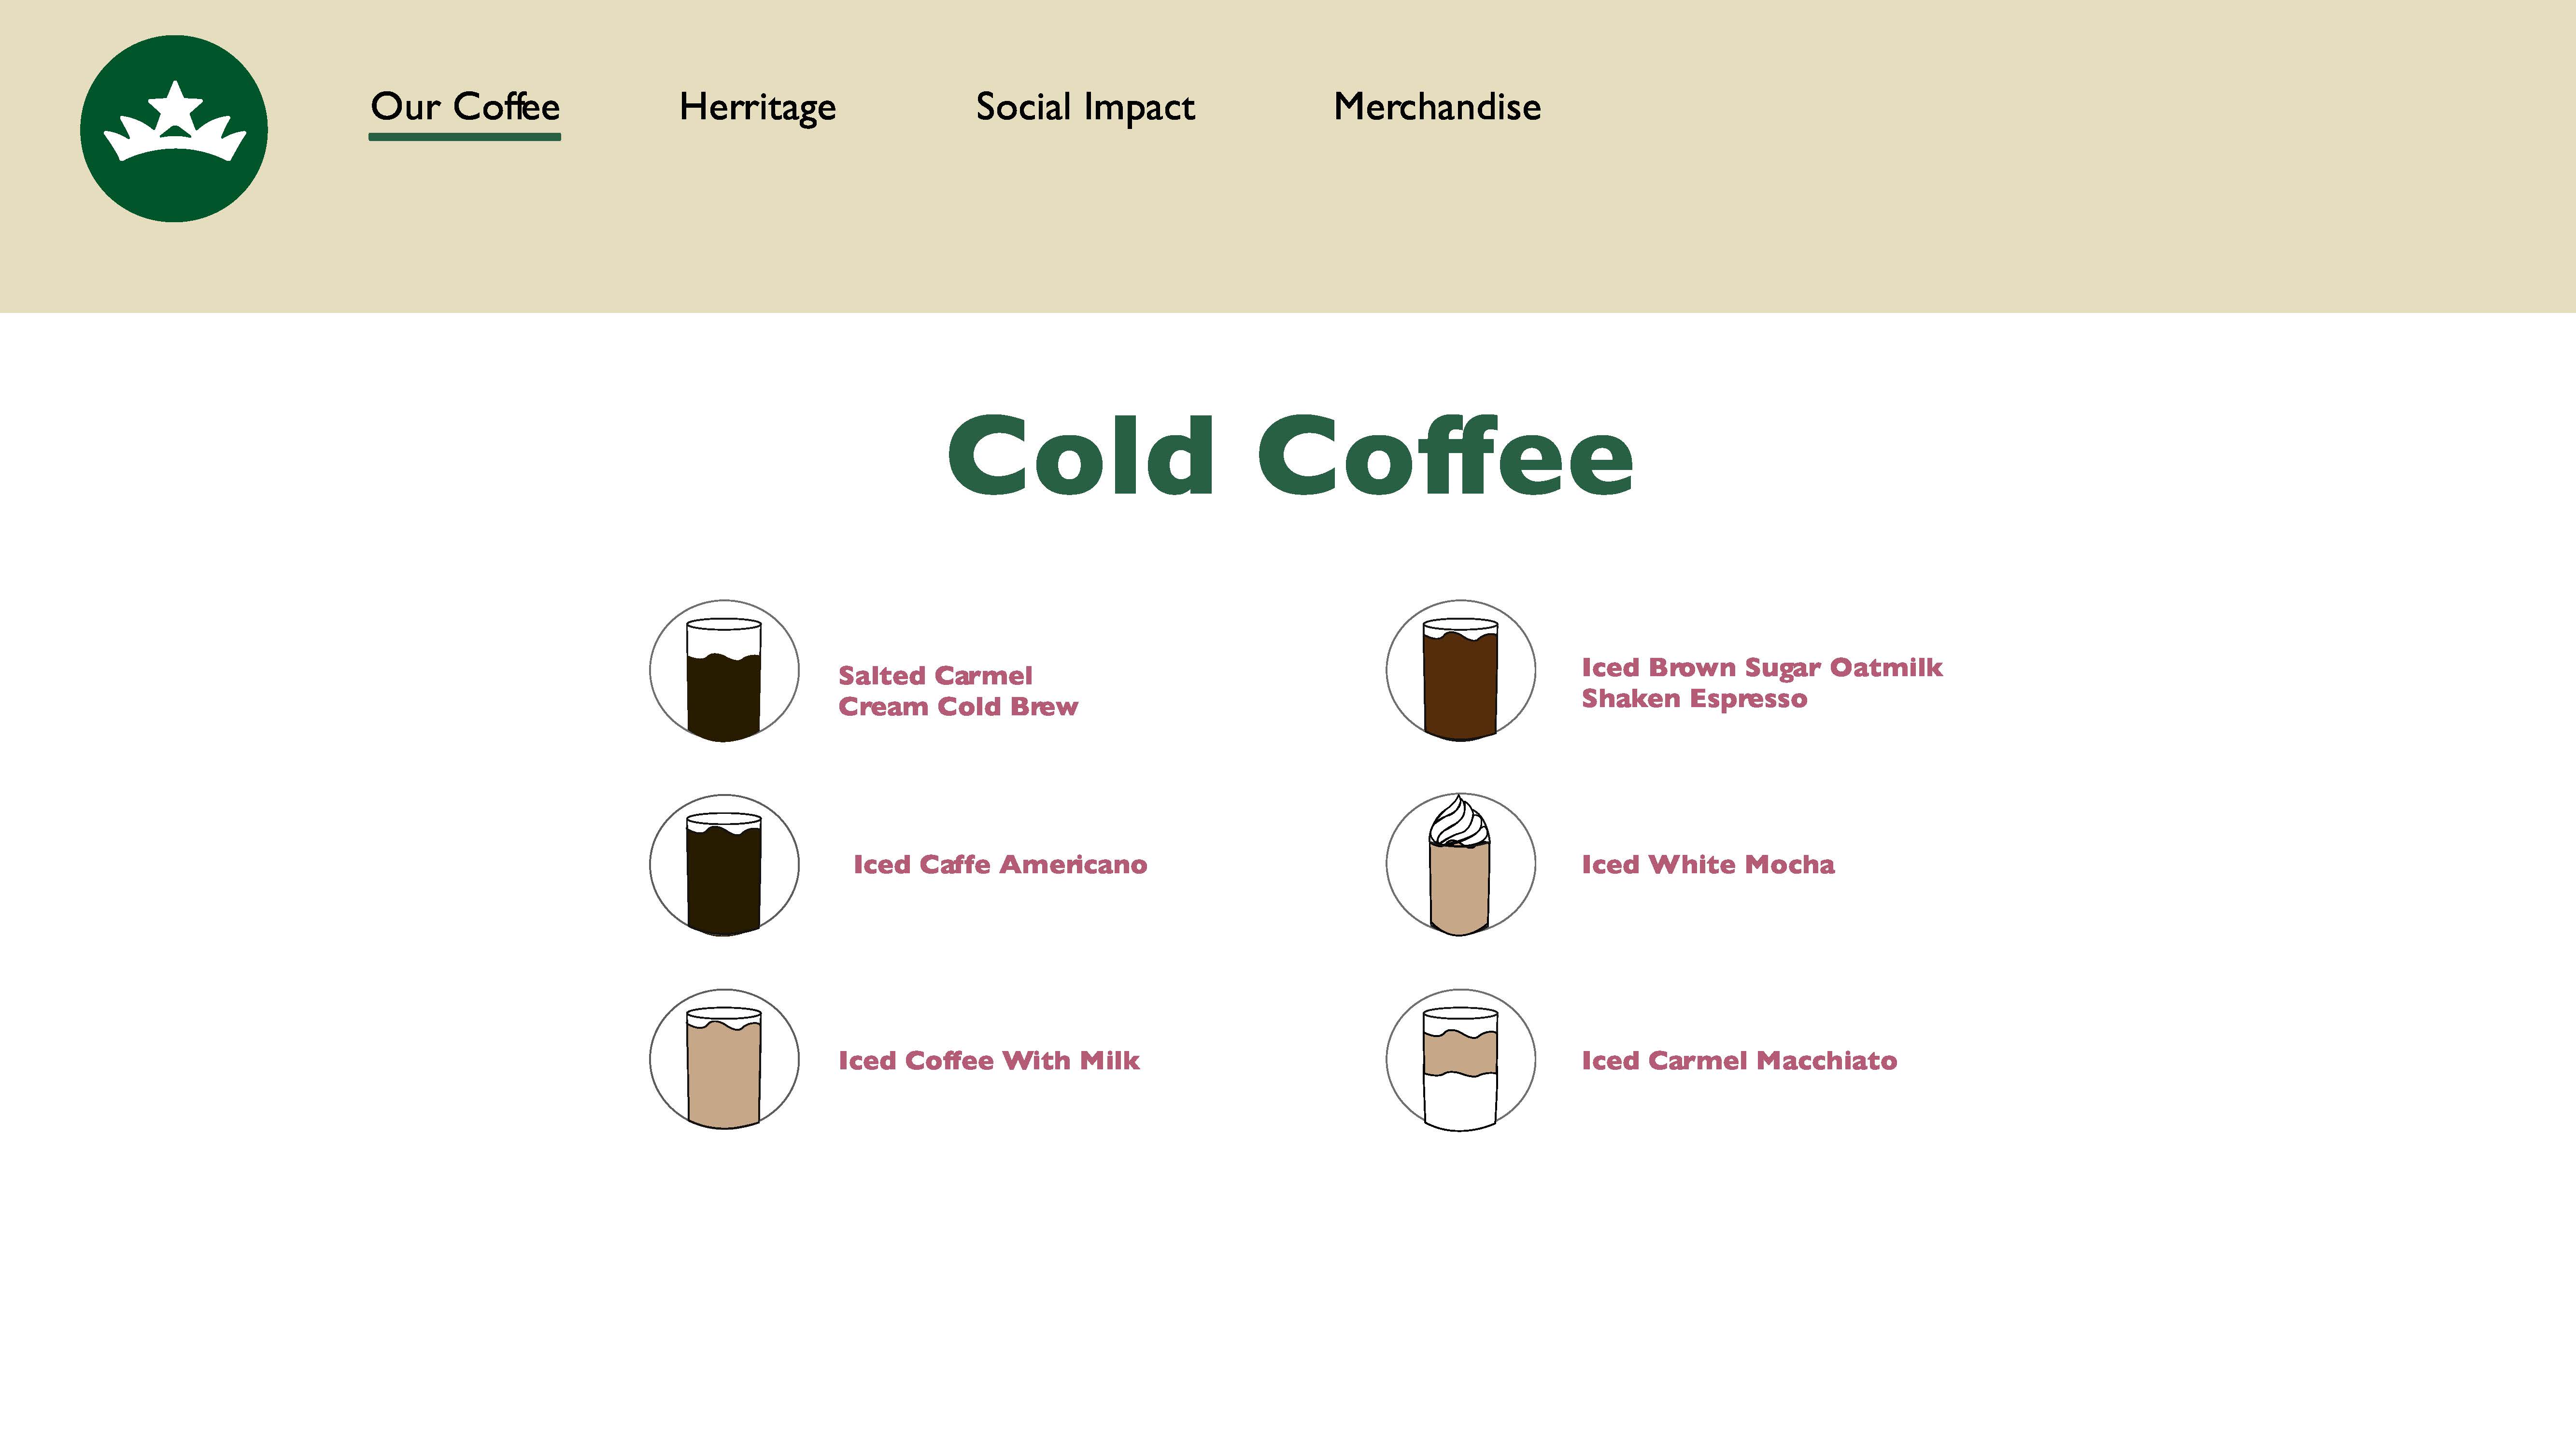 Our Coffee
Herritage
Social Impact
Merchandise
Cold Coffee
Salted Carmel
Cream Cold Brew
Iced Brown Sugar Oatmilk
Shaken Espresso
Iced Caffe Americano
Iced White Mocha
Iced Coffee With Milk
Iced Carmel Macchiato